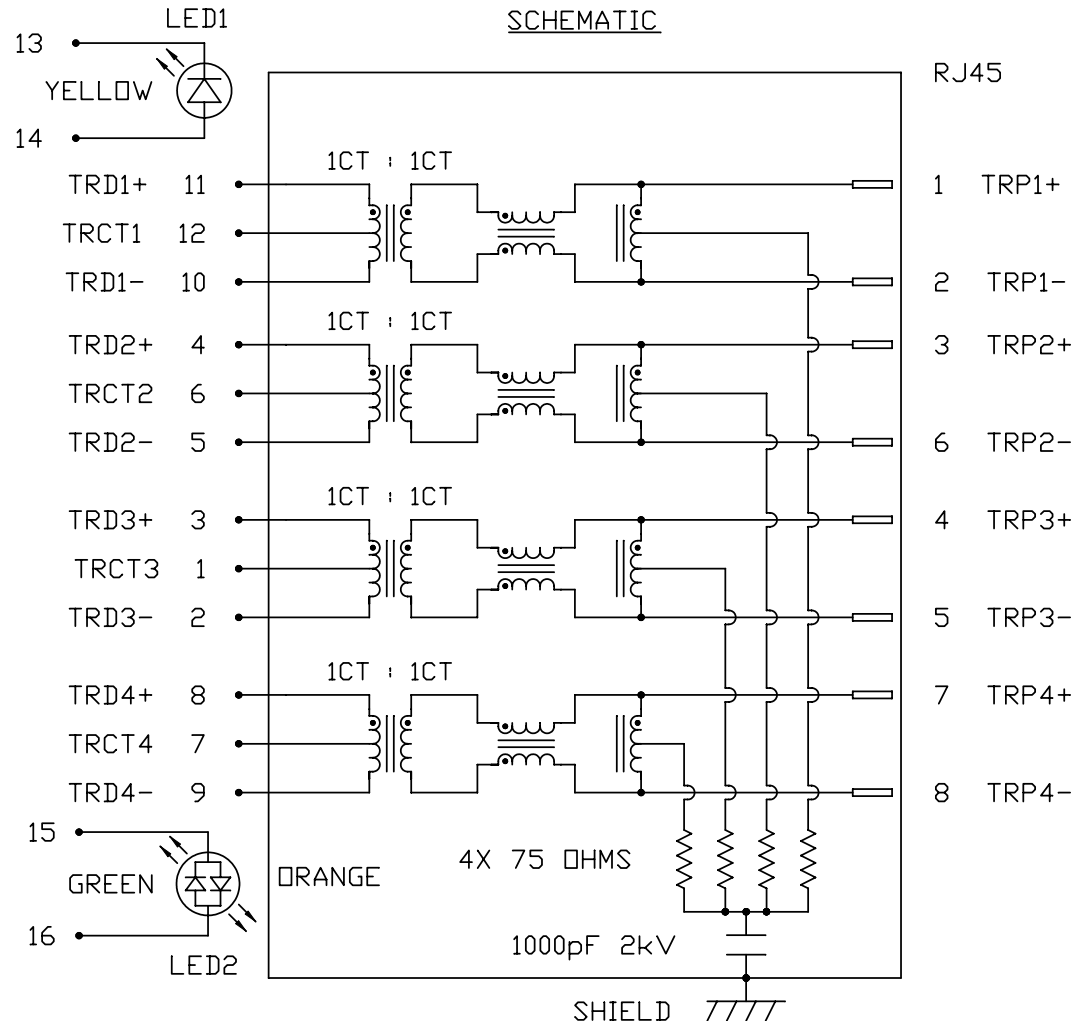 LED1
SCHEMATIC
13
YELLOW
RJ45
14
1CT : 1CT
TRD1+ 11
1 TRP1+
TRCT1 12
TRD1- 10
2 TRP1-
1CT : 1CT
TRD2+ 4
3 TRP2+
TRCT2 6
TRD2- 5
6 TRP2-
1CT : 1CT
TRD3+ 3
4 TRP3+
TRCT3 1
TRD3- 2
5 TRP3-
1CT : 1CT
TRD4+ 8
7 TRP4+
TRCT4 7
TRD4- 9
8 TRP4-
15
4X 75 OHMS
GREEN
ORANGE
16
1000pF 2kV
LED2
SHIELD